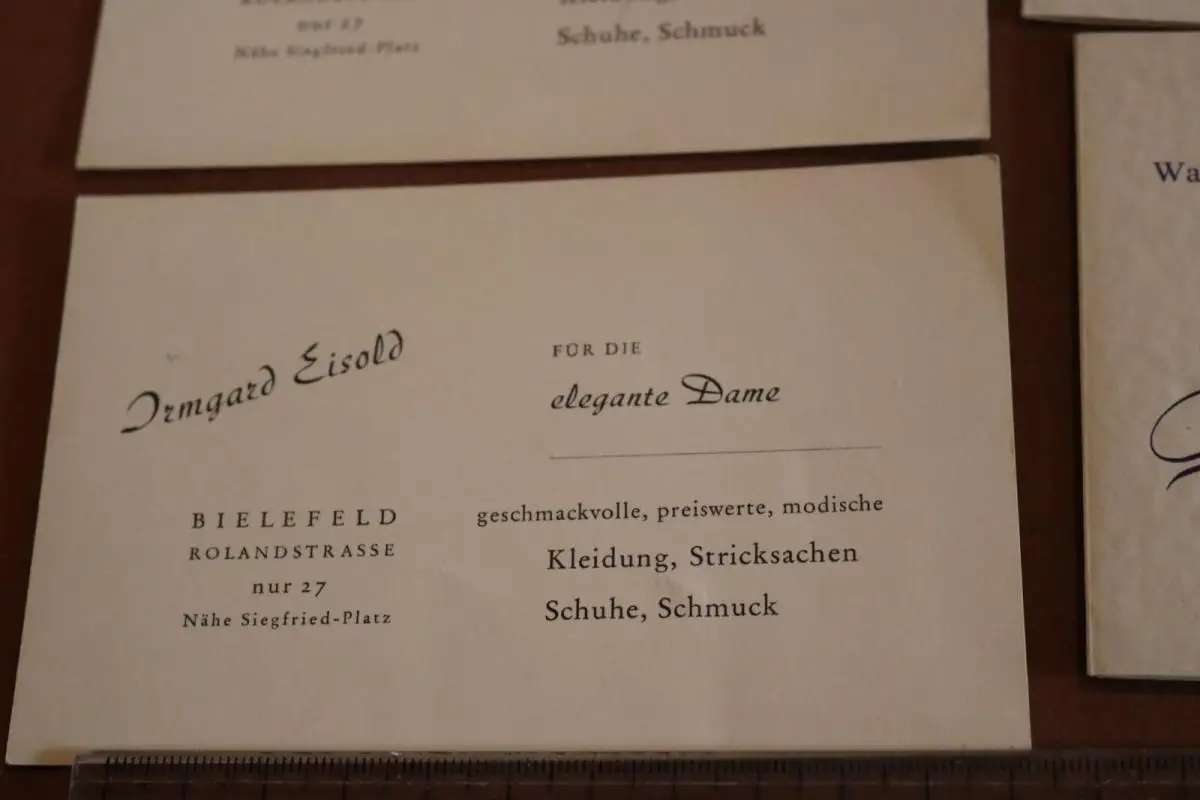 nur 27
Nähe Siegfried-Platz
Schuhe, Schmuck
Irmgard Eisold
BIELEFELD
ROLANDSTRASSE
nur 27
Nähe Siegfried-Platz
FÜR DIE
elegante Dame
geschmackvolle, preiswerte, modische
Kleidung, Stricksachen
Schuhe, Schmuck